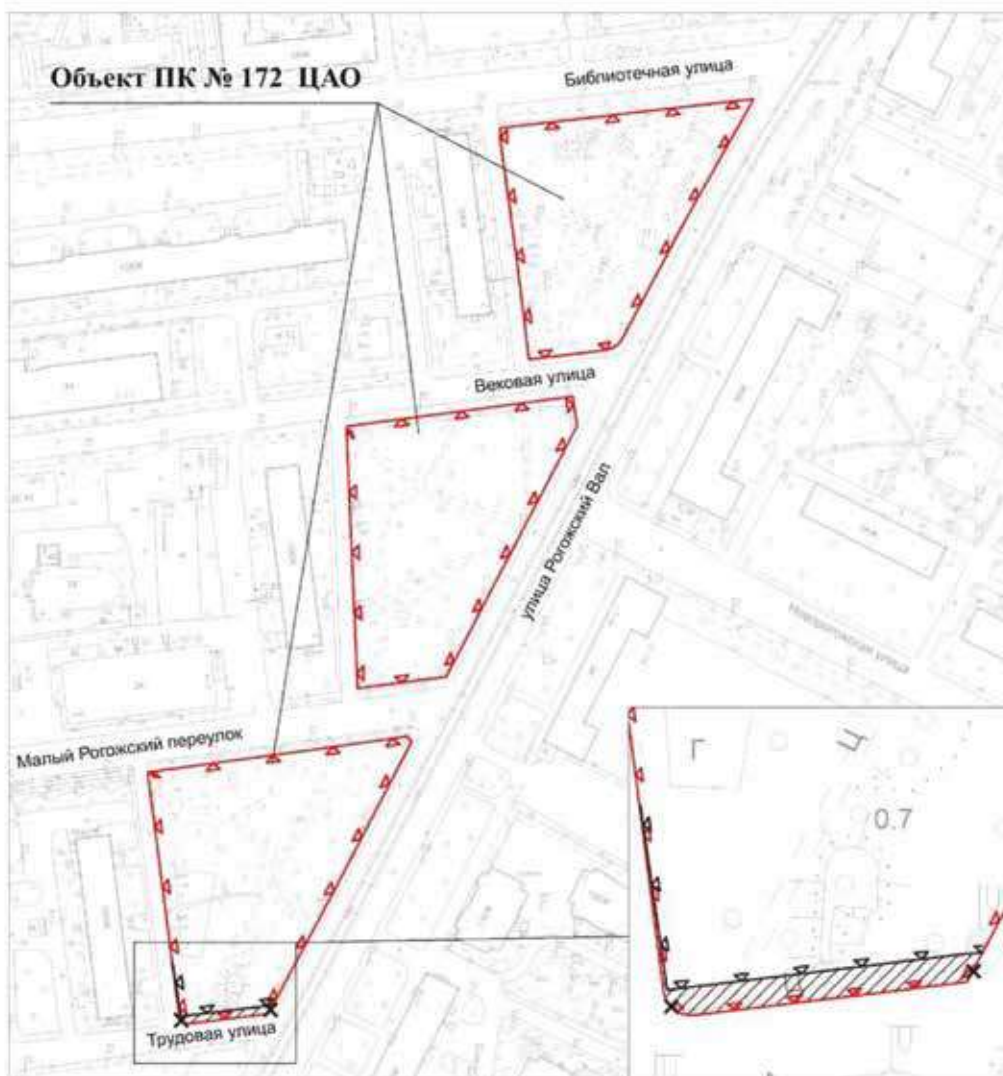 Объект ПК № 172 ЦАО
Библиотечная улица
Вековая улица
улица Рогожский Вал
Малый Рогожский переулок
Трудовая улица
Г
Ц
0.7